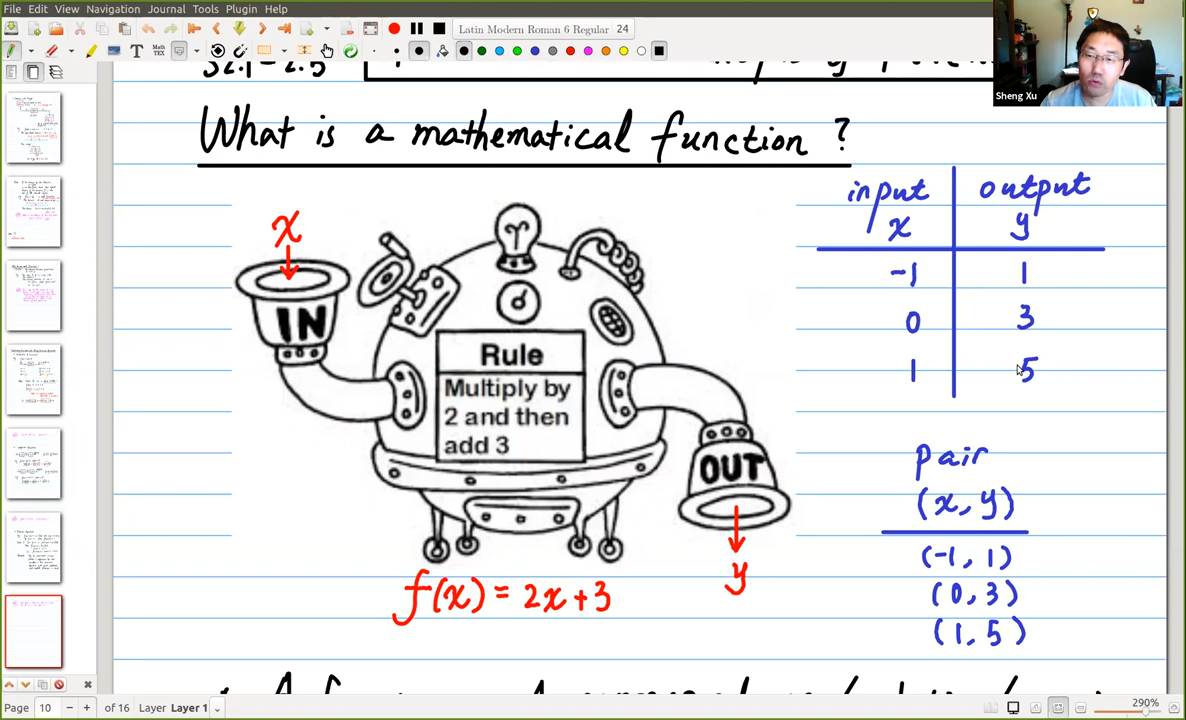 File Edit View Navigation Journal Tools Plugin Help
Latin Modern Roman 6 Regular 24
Sheng Xu
What is a mathematical function ?
input output
x y
-1 1
0 3
1 5
x
IN
Rule
Multiply by
2 and then
add 3
OUT
y
f(x) = 2x+3
pair
(x, y)
(-1, 1)
(0, 3)
(1, 5)
Page 10 of 16 Layer Layer 1 290%